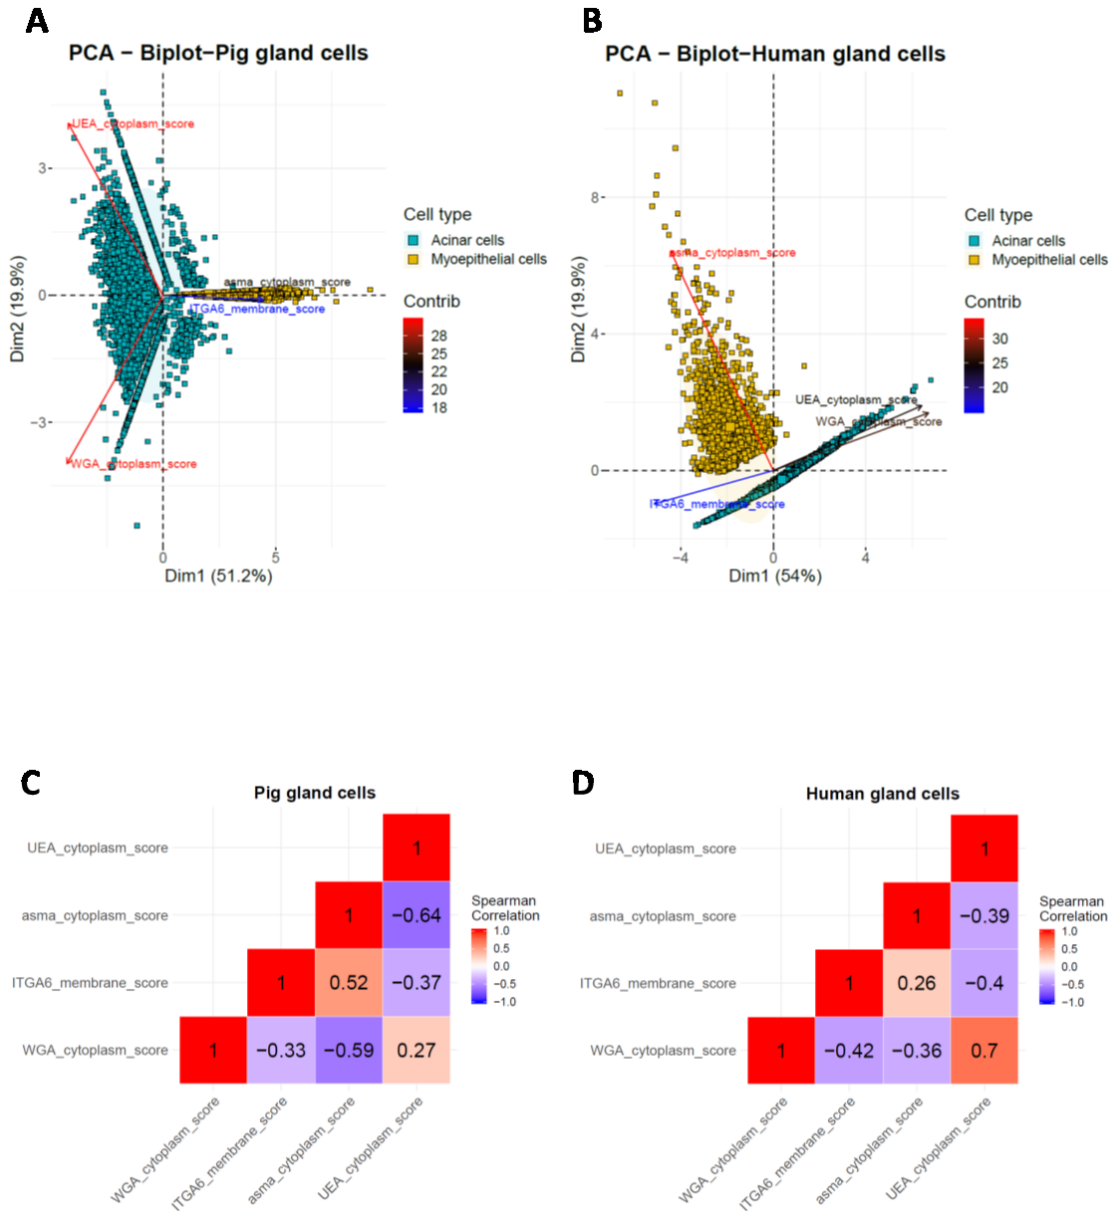 A
PCA − Biplot−Pig gland cells
UEA_cytoplasm_score
asma_cytoplasm_score
ITGA6_membrane_score
WGA_cytoplasm_score
3
0
−3
0
5
Dim1 (51.2%)
Dim2 (19.9%)
Cell type
Acinar cells
Myoepithelial cells
Contrib
28
25
22
20
18
B
PCA − Biplot−Human gland cells
asma_cytoplasm_score
UEA_cytoplasm_score
WGA_cytoplasm_score
ITGA6_membrane_score
8
4
0
−4
0
4
Dim1 (54%)
Dim2 (19.9%)
Cell type
Acinar cells
Myoepithelial cells
Contrib
30
25
20
C
Pig gland cells
UEA_cytoplasm_score
1
asma_cytoplasm_score
1
−0.64
ITGA6_membrane_score
1
0.52
−0.37
WGA_cytoplasm_score
1
−0.33
−0.59
0.27
WGA_cytoplasm_score
ITGA6_membrane_score
asma_cytoplasm_score
UEA_cytoplasm_score
Spearman
Correlation
1.0
0.5
0.0
−0.5
−1.0
D
Human gland cells
UEA_cytoplasm_score
1
asma_cytoplasm_score
1
−0.39
ITGA6_membrane_score
1
0.26
−0.4
WGA_cytoplasm_score
1
−0.42
−0.36
0.7
WGA_cytoplasm_score
ITGA6_membrane_score
asma_cytoplasm_score
UEA_cytoplasm_score
Spearman
Correlation
1.0
0.5
0.0
−0.5
−1.0